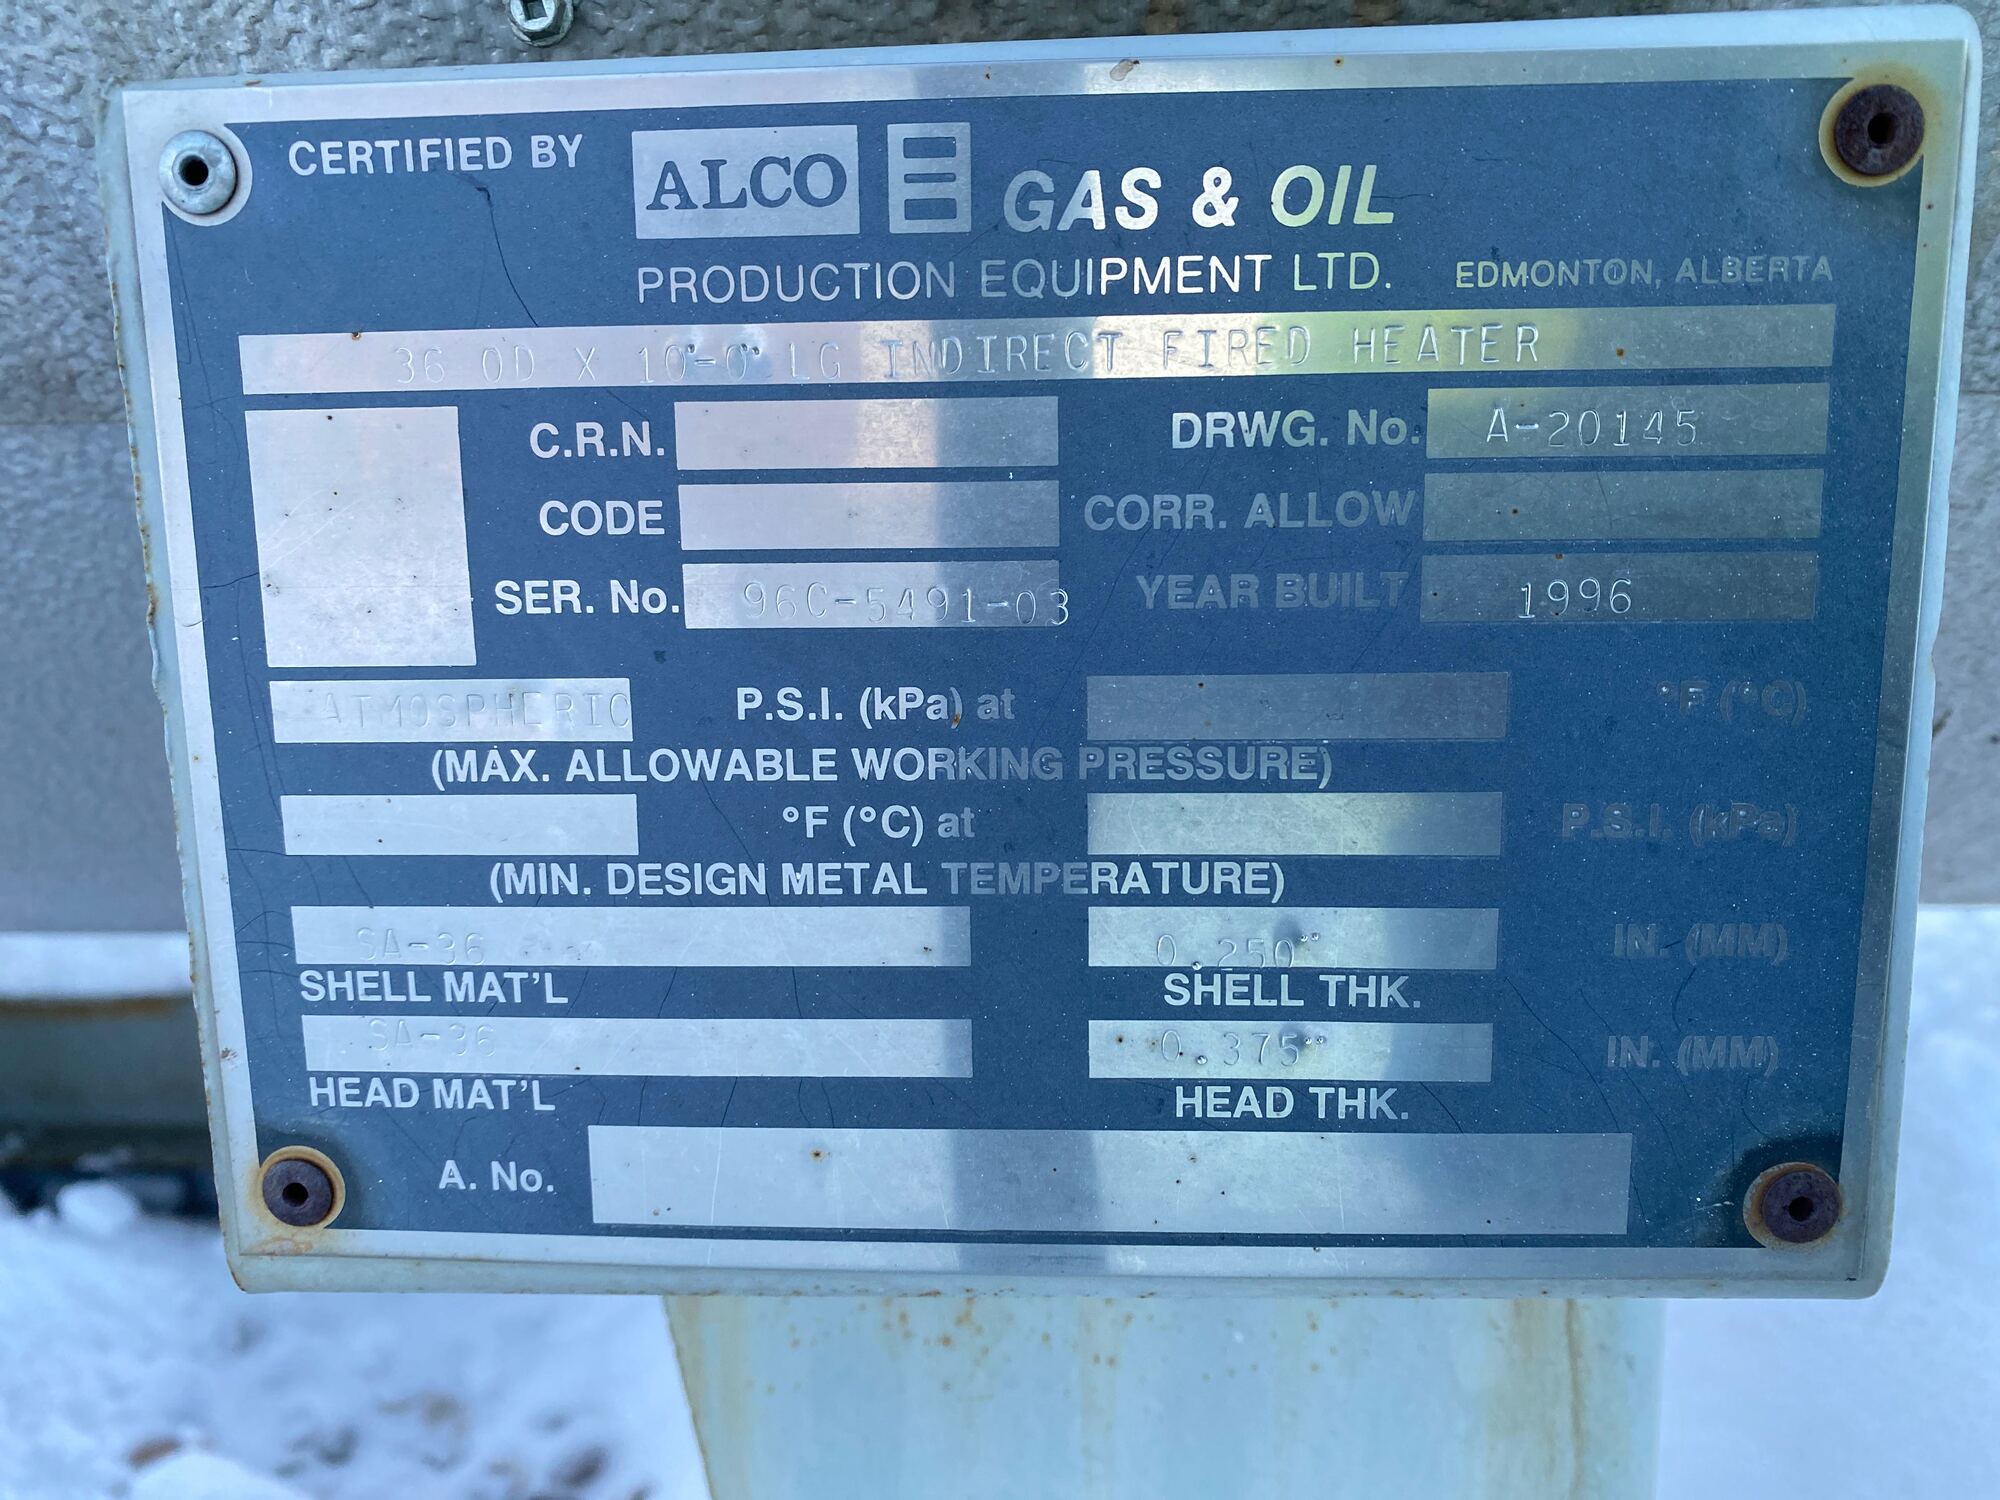 CERTIFIED BY ALCO GAS & OIL
PRODUCTION EQUIPMENT LTD. EDMONTON, ALBERTA
36 OD X 10'-0" LG INDIRECT FIRED HEATER
C.R.N. DRWG. No. A-20145
CODE CORR. ALLOW
SER. No. 96C-5491-03 YEAR BUILT 1996
ATMOSPHERIC P.S.I. (kPa) at °F (°C)
(MAX. ALLOWABLE WORKING PRESSURE)
°F (°C) at P.S.I. (kPa)
(MIN. DESIGN METAL TEMPERATURE)
SA-36 0.250" IN. (MM)
SHELL MAT'L SHELL THK.
SA-36 0.375" IN. (MM)
HEAD MAT'L HEAD THK.
A. No.